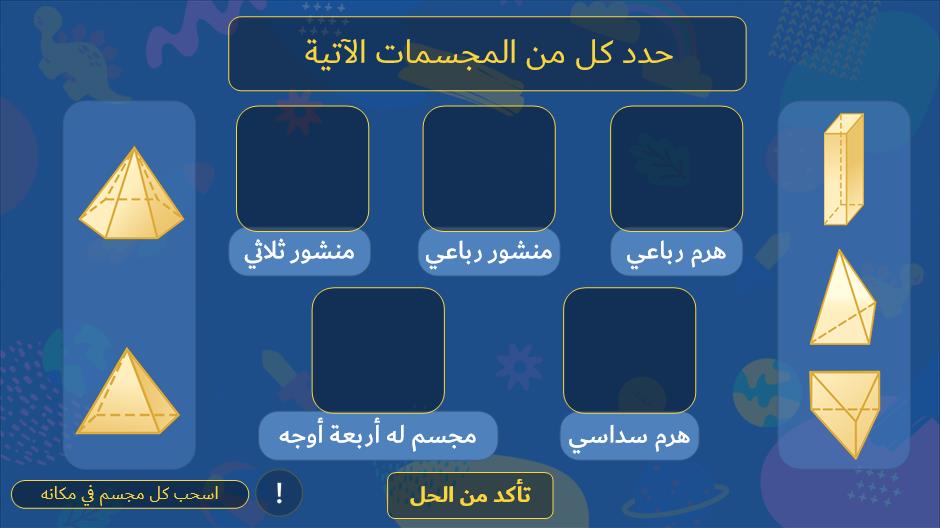 حدد كل من المجسمات الآتية
هرم رباعي
منشور رباعي
منشور ثلاثي
هرم سداسي
مجسم له أربعة أوجه
تأكد من الحل
!
اسحب كل مجسم في مكانه